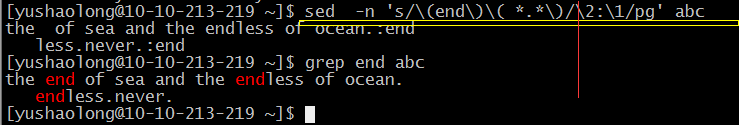 [yushaolong@10-10-213-219 ~]$ sed  -n 's/\(end\)\( *.*\)/\2:\1/pg' abc
the  of sea and the endless of ocean.:end
   less.never.:end
[yushaolong@10-10-213-219 ~]$ grep end abc
the end of sea and the endless of ocean.
   endless.never.
[yushaolong@10-10-213-219 ~]$